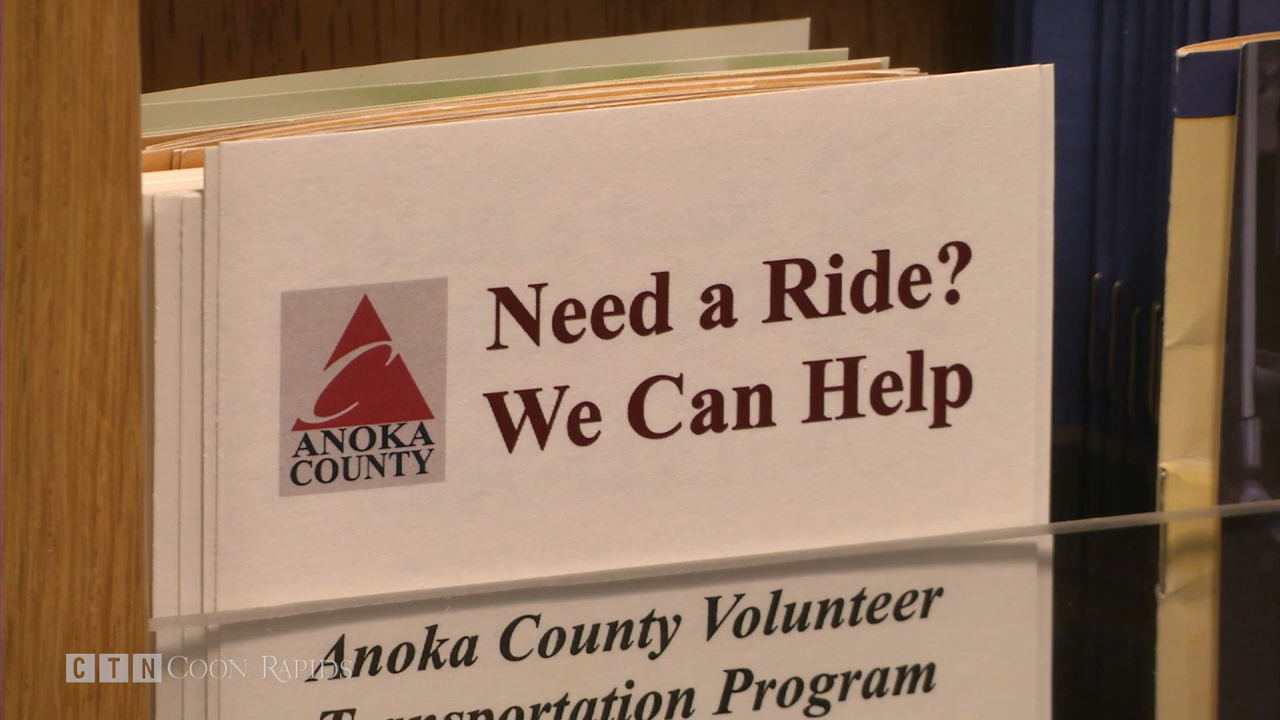 Need a Ride?
We Can Help
ANOKA
COUNTY
Anoka County Volunteer
Transportation Program
CTN Coon Rapids